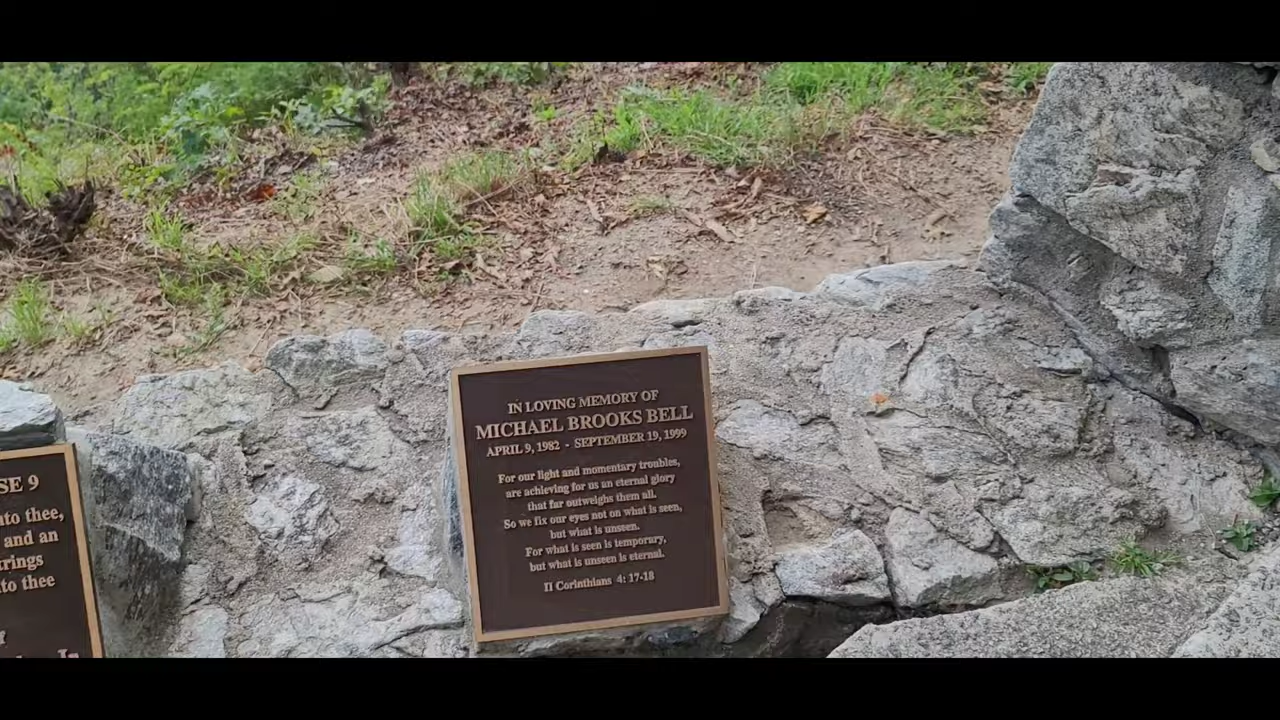 SE 9
nto thee,
and an
trings
to thee
IN LOVING MEMORY OF
MICHAEL BROOKS BELL
APRIL 9, 1982 - SEPTEMBER 19, 1999
For our light and momentary troubles,
are achieving for us an eternal glory
that far outweighs them all.
So we fix our eyes not on what is seen,
but what is unseen.
For what is seen is temporary,
but what is unseen is eternal.
II Corinthians 4: 17-18